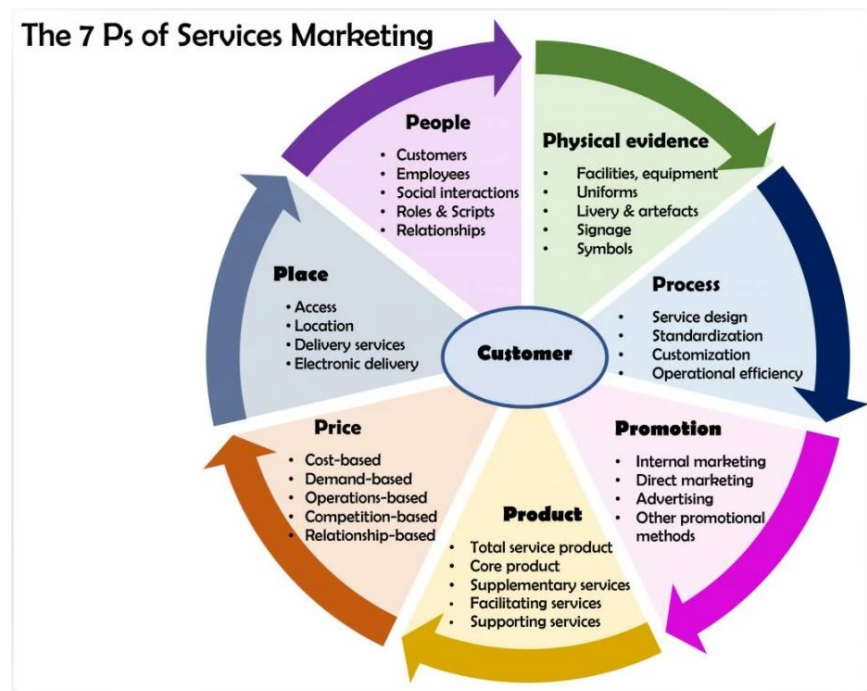 The 7 Ps of Services Marketing
People
• Customers
• Employees
• Social interactions
• Roles & Scripts
• Relationships
Physical evidence
• Facilities, equipment
• Uniforms
• Livery & artefacts
• Signage
• Symbols
Process
• Service design
• Standardization
• Customization
• Operational efficiency
Promotion
• Internal marketing
• Direct marketing
• Advertising
• Other promotional
methods
Product
• Total service product
• Core product
• Supplementary services
• Facilitating services
• Supporting services
Price
• Cost-based
• Demand-based
• Operations-based
• Competition-based
• Relationship-based
Place
• Access
• Location
• Delivery services
• Electronic delivery
Customer